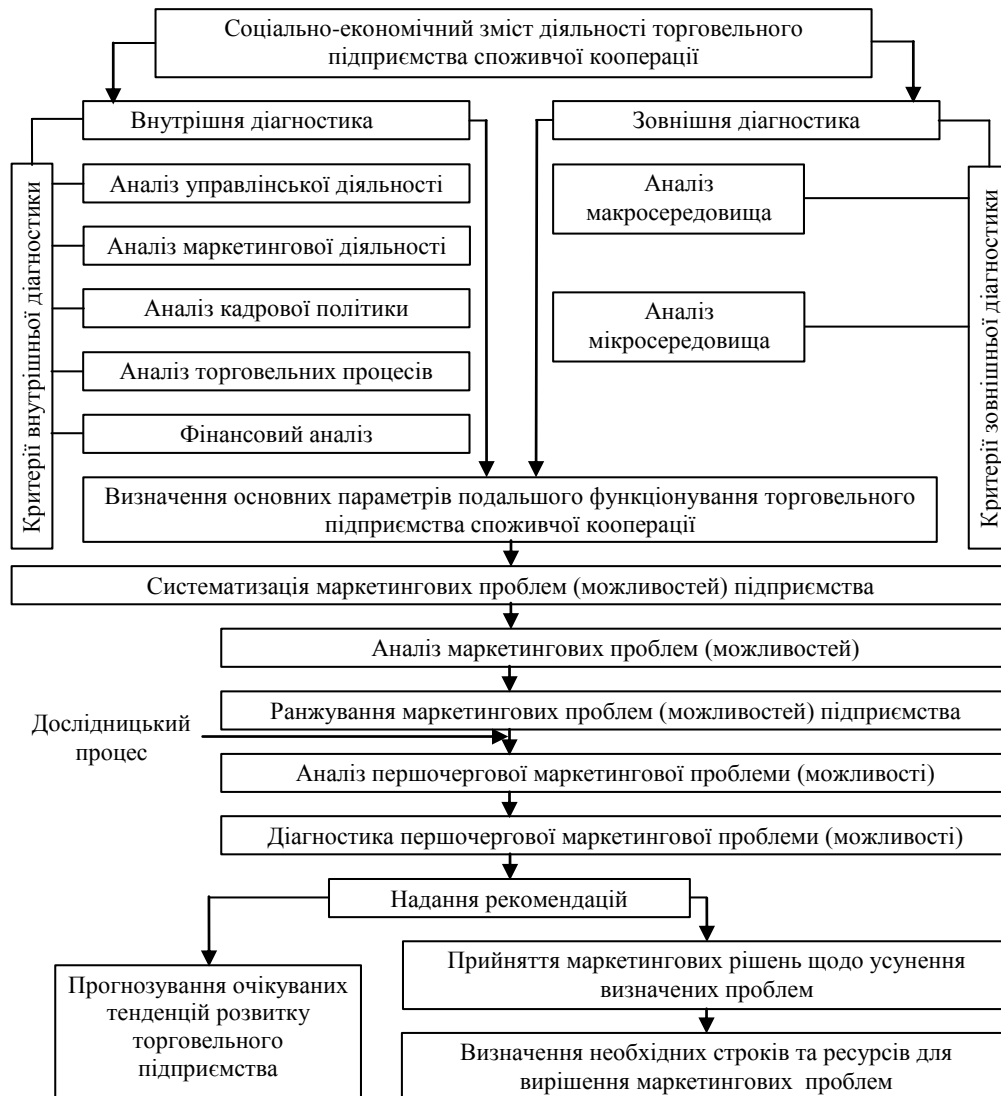 Соціально-економічний зміст діяльності торговельного
підприємства споживчої кооперації
Внутрішня діагностика
Зовнішня діагностика
Критерії внутрішньої діагностики
Аналіз управлінської діяльності
Аналіз маркетингової діяльності
Аналіз кадрової політики
Аналіз торговельних процесів
Фінансовий аналіз
Аналіз
макросередовища
Аналіз
мікросередовища
Критерії зовнішньої діагностики
Визначення основних параметрів подальшого функціонування торговельного
підприємства споживчої кооперації
Систематизація маркетингових проблем (можливостей) підприємства
Аналіз маркетингових проблем (можливостей)
Ранжування маркетингових проблем (можливостей) підприємства
Дослідницький
процес
Аналіз першочергової маркетингової проблеми (можливості)
Діагностика першочергової маркетингової проблеми (можливості)
Надання рекомендацій
Прогнозування очікуваних
тенденцій розвитку
торговельного
підприємства
Прийняття маркетингових рішень щодо усунення
визначених проблем
Визначення необхідних строків та ресурсів для
вирішення маркетингових проблем